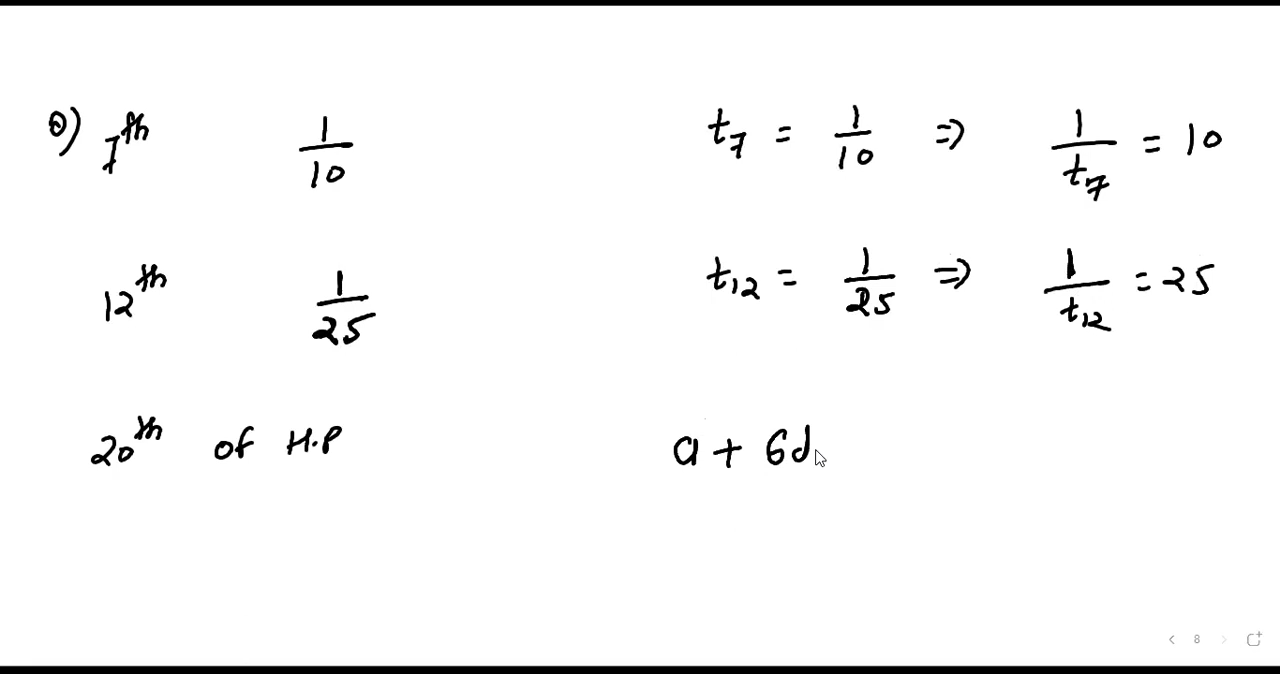 Q) 7th 1/10
12th 1/25
20th of H.P
t₇ = 1/10 ⇒ 1/t₇ = 10
t₁₂ = 1/25 ⇒ 1/t₁₂ = 25
a + 6d
8